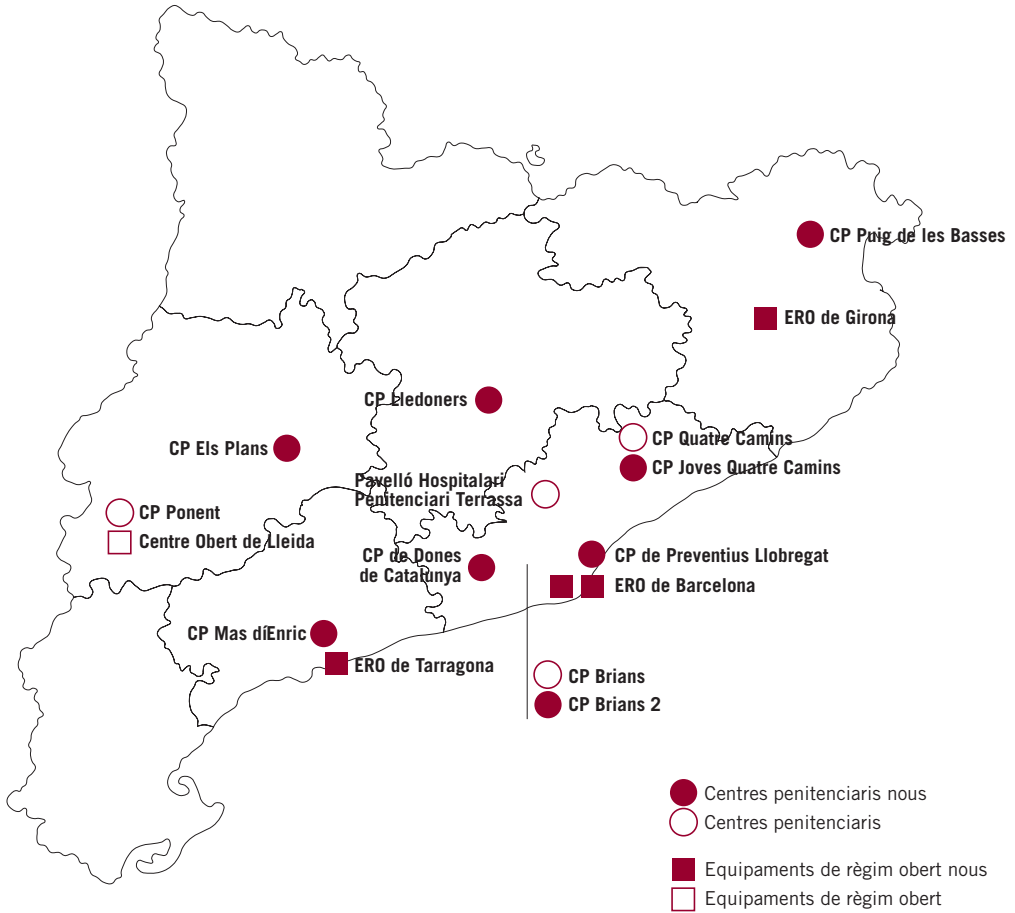 CP Puig de les Basses
ERO de Girona
CP Lledoners
CP Quatre Camins
CP Els Plans
CP Joves Quatre Camins
Pavelló Hospitalari
Penitenciari Terrassa
CP Ponent
Centre Obert de Lleida
CP de Dones
de Catalunya
CP de Preventius Llobregat
ERO de Barcelona
CP Mas díEnric
ERO de Tarragona
CP Brians
CP Brians 2
Centres penitenciaris nous
Centres penitenciaris
Equipaments de règim obert nous
Equipaments de règim obert